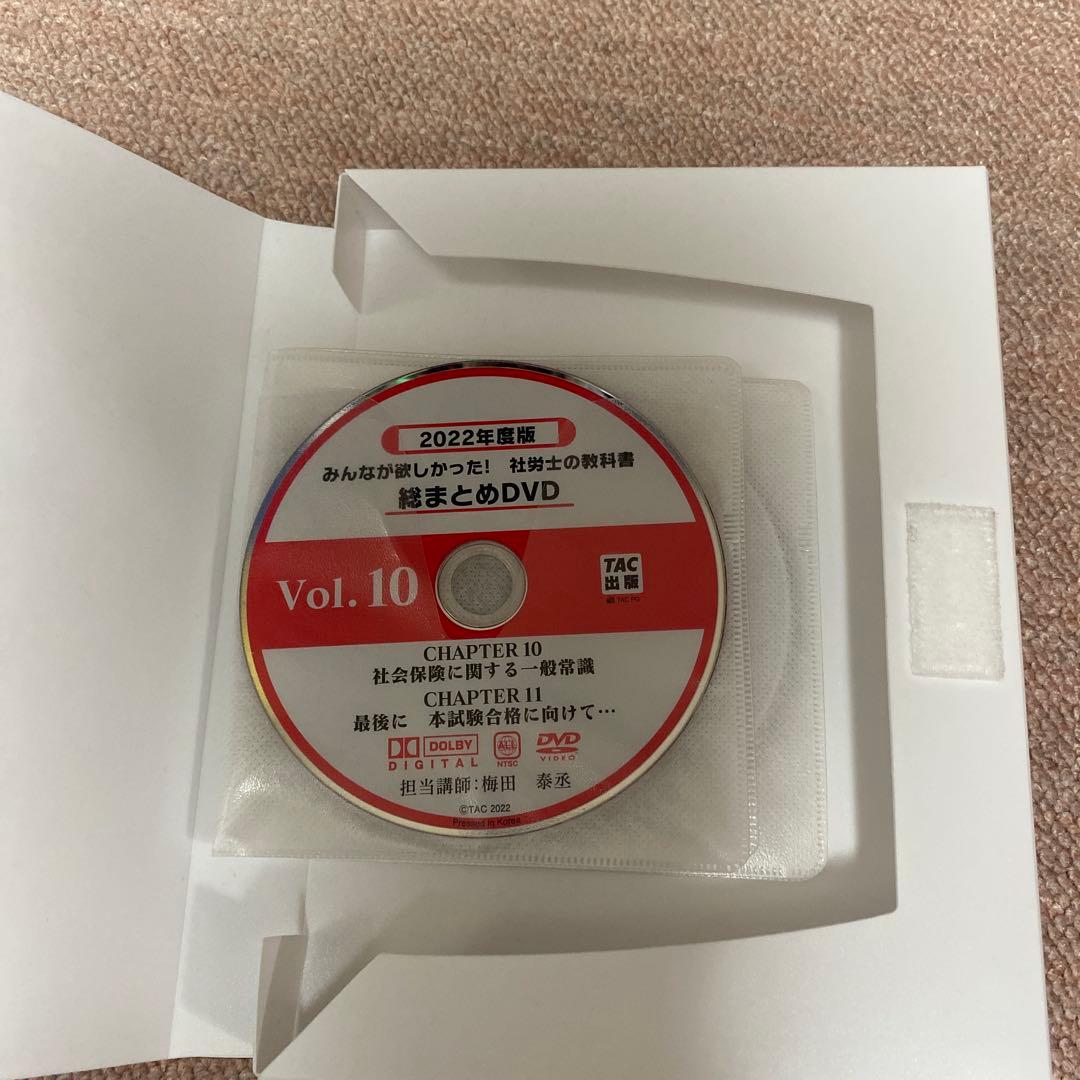 2022年度版
みんなが欲しかった! 社労士の教科書
総まとめDVD
Vol. 10
TAC
出版
TAC PG
CHAPTER 10
社会保険に関する一般常識
CHAPTER 11
最後に 本試験合格に向けて…
DOLBY
DIGITAL
ALL
NTSC
DVD
VIDEO
担当講師:梅田 泰丞
©TAC 2022
Pressed in Korea